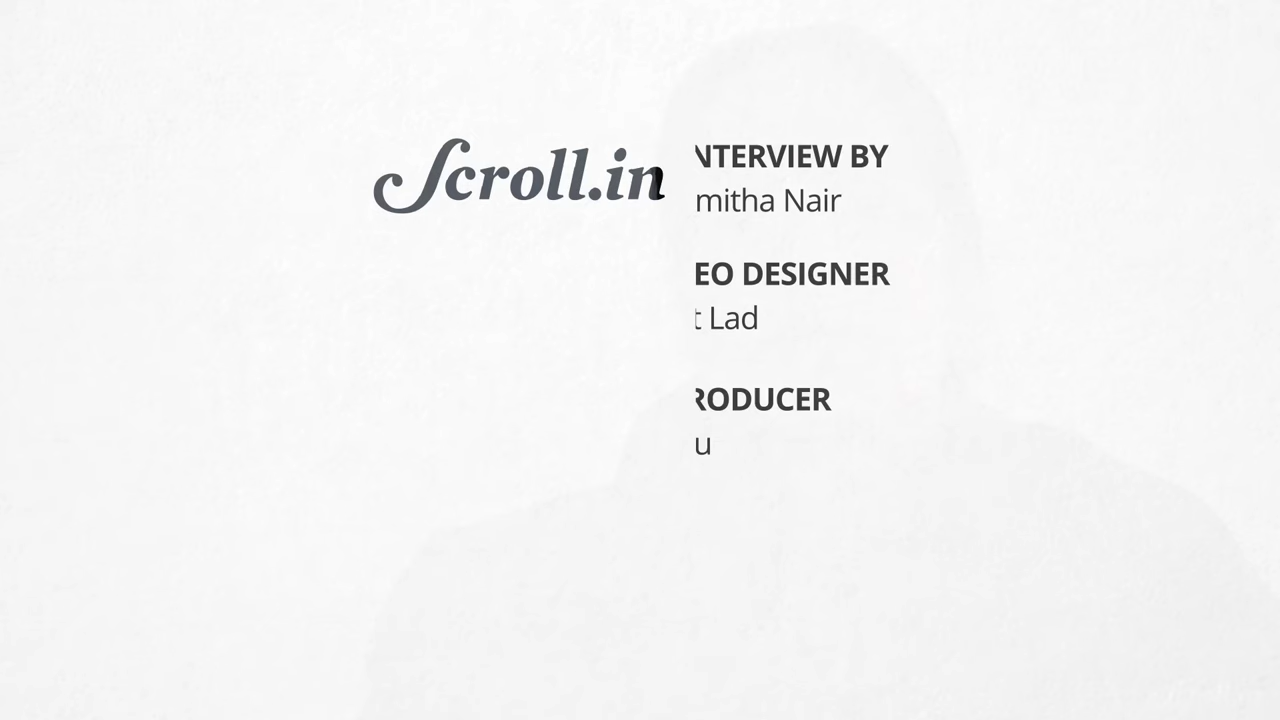 Scroll.in
NTERVIEW BY
mitha Nair
EO DESIGNER
t Lad
RODUCER
u